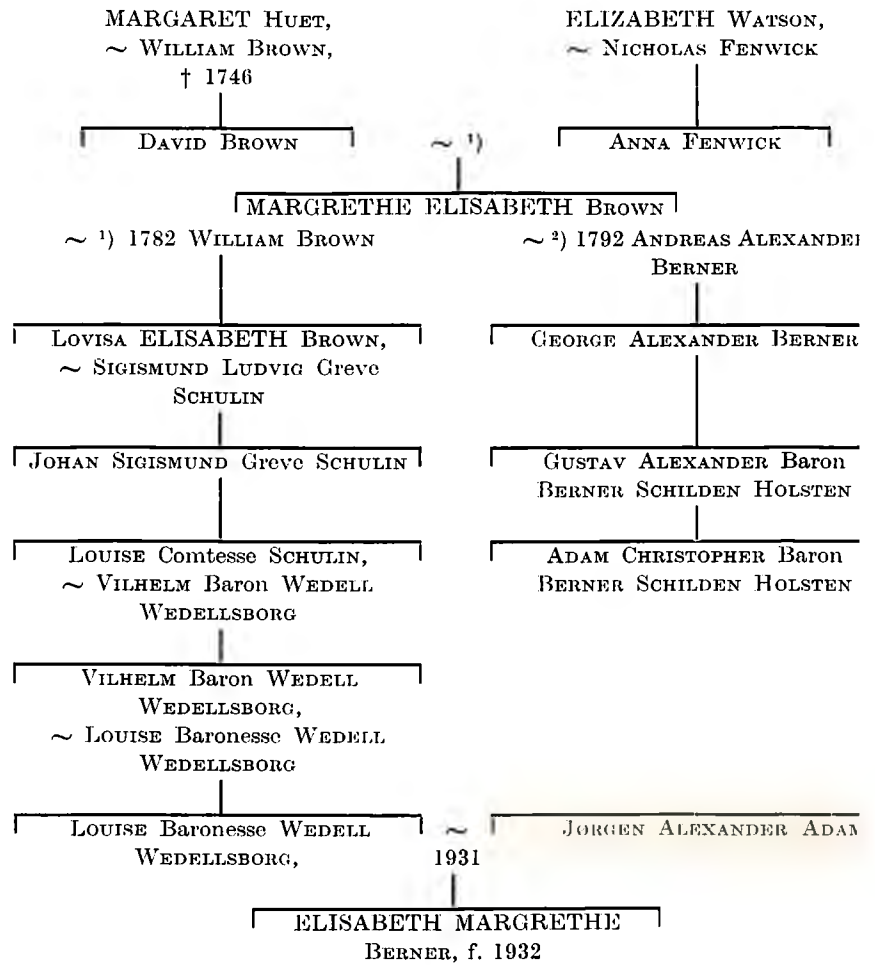 MARGARET HUET,
~ WILLIAM BROWN,
† 1746
ELIZABETH WATSON,
~ NICHOLAS FENWICK
DAVID BROWN
~ ¹)
ANNA FENWICK
MARGRETHE ELISABETH BROWN
~ ¹) 1782 WILLIAM BROWN
~ ²) 1792 ANDREAS ALEXANDER
BERNER
LOVISA ELISABETH BROWN,
~ SIGISMUND LUDVIG Greve
SCHULIN
GEORGE ALEXANDER BERNER
JOHAN SIGISMUND Greve SCHULIN
GUSTAV ALEXANDER Baron
BERNER SCHILDEN HOLSTEN
LOUISE Comtesse SCHULIN,
~ VILHELM Baron WEDELL
WEDELLSBORG
ADAM CHRISTOPHER Baron
BERNER SCHILDEN HOLSTEN
VILHELM Baron WEDELL
WEDELLSBORG,
~ LOUISE Baronesse WEDELL
WEDELLSBORG
LOUISE Baronesse WEDELL
WEDELLSBORG,
~
1931
JØRGEN ALEXANDER ADAM
ELISABETH MARGRETHE
BERNER, f. 1932